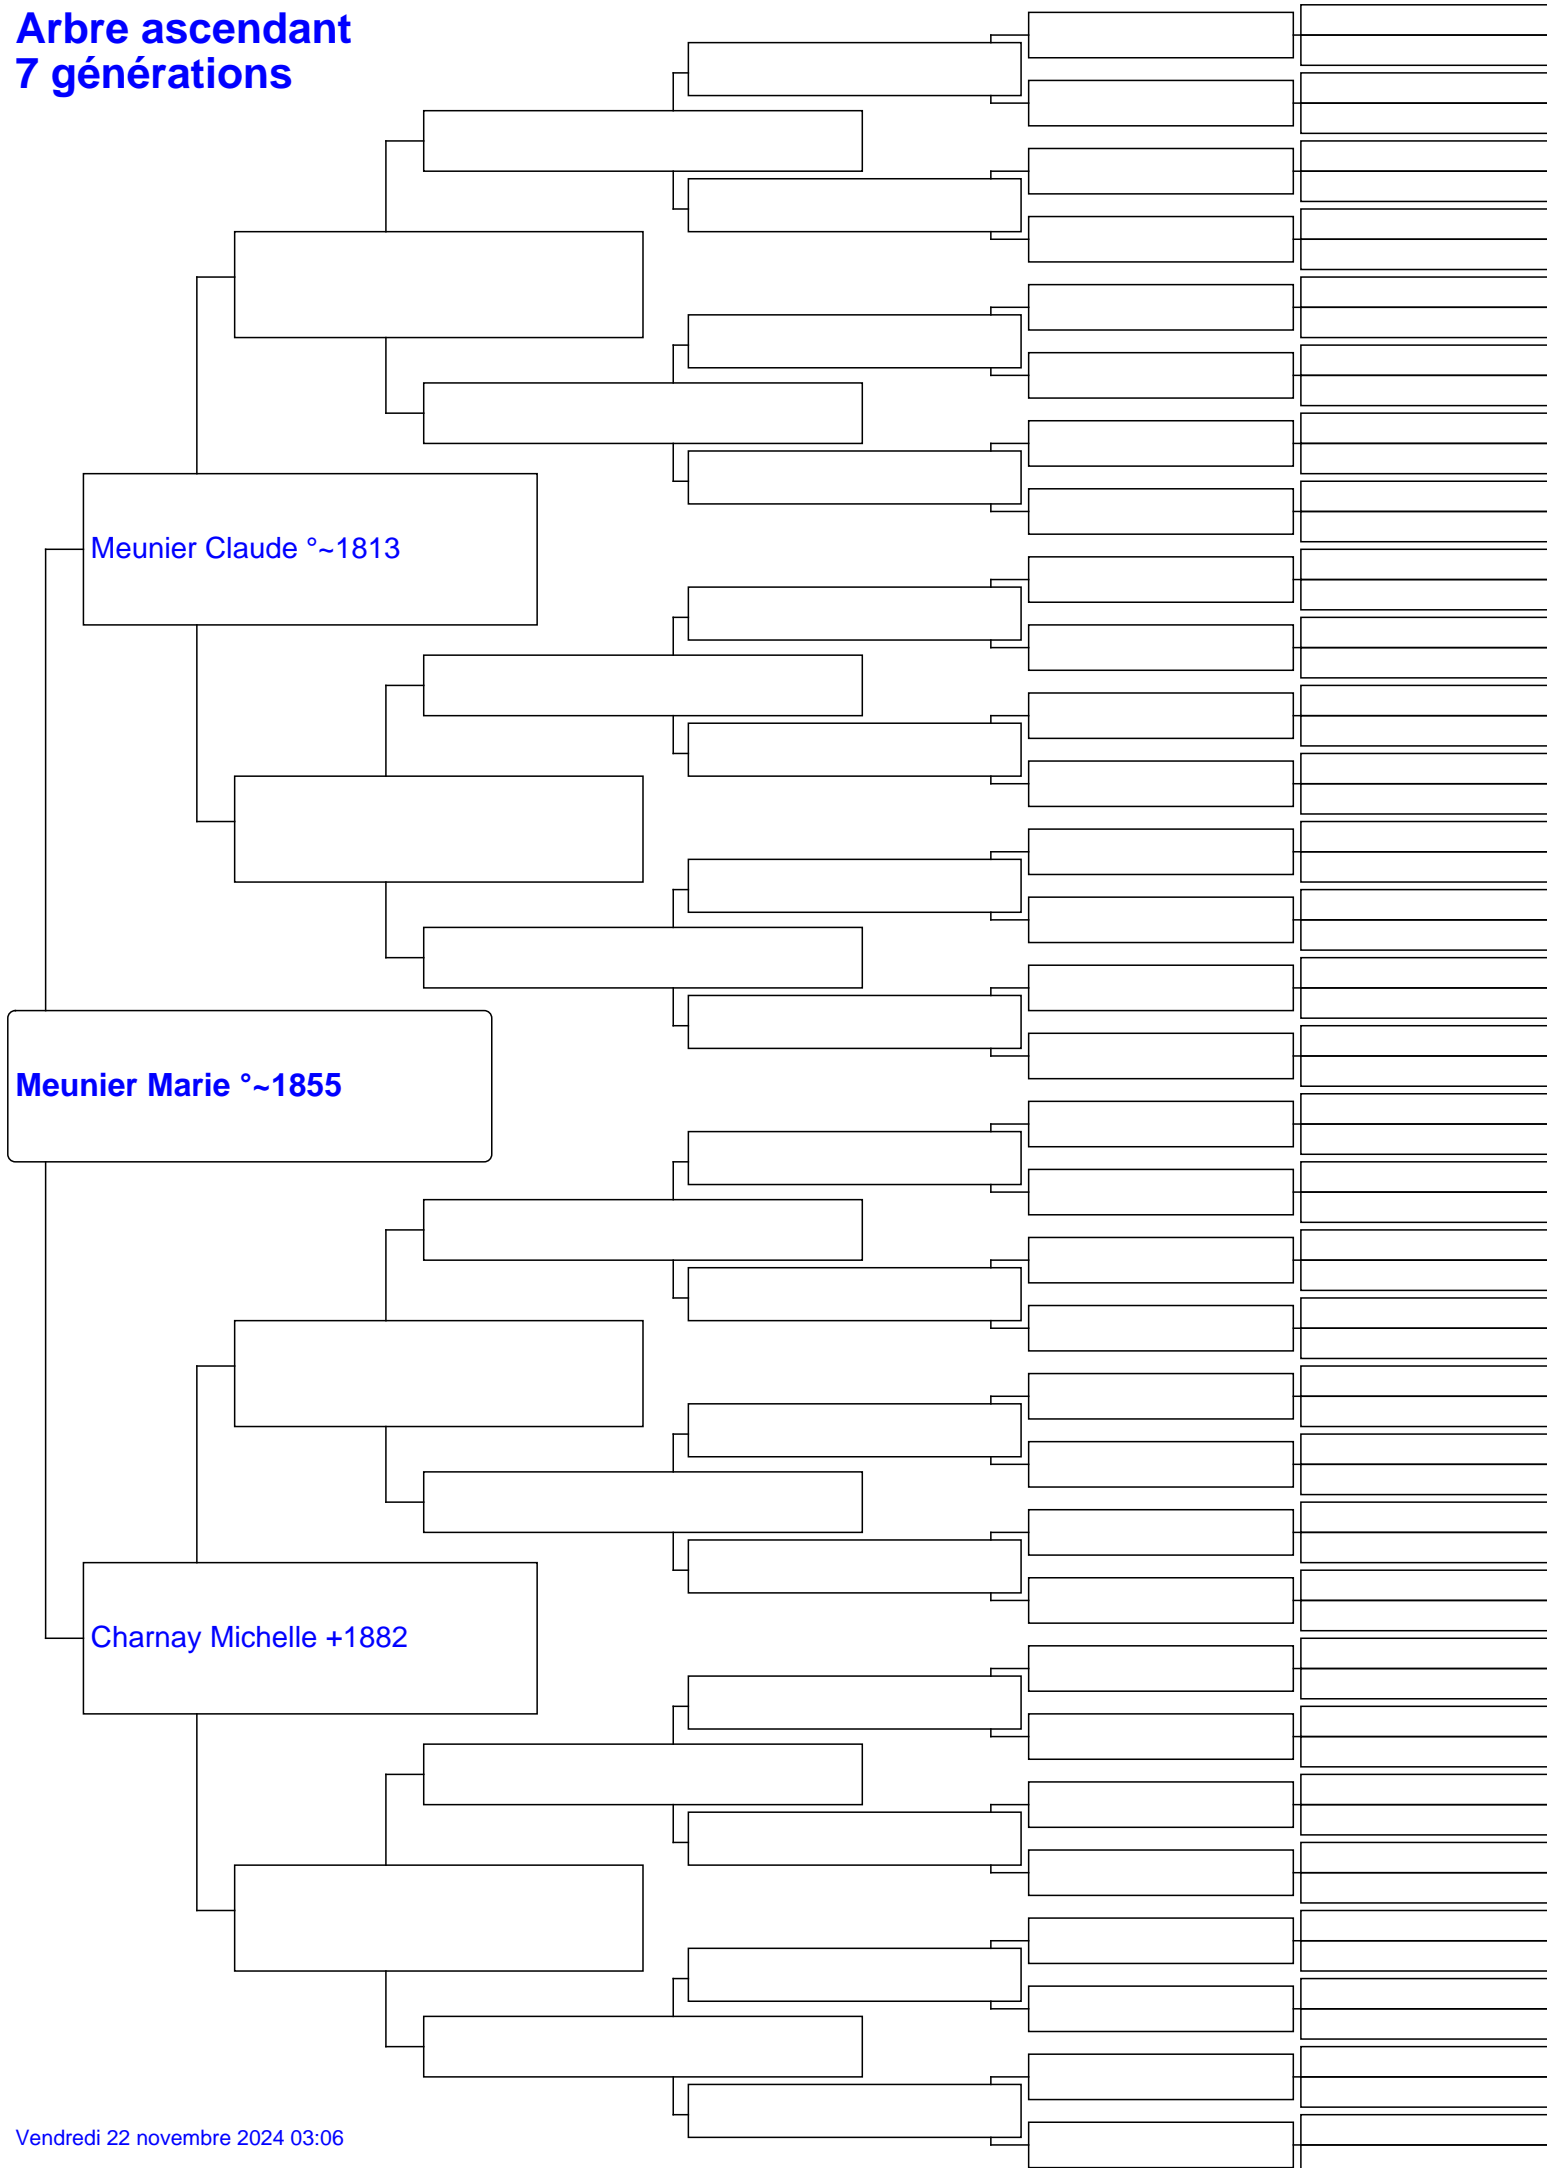 Arbre ascendant
7 générations
Meunier Claude °~1813
Meunier Marie °~1855
Charnay Michelle +1882
Vendredi 22 novembre 2024 03:06